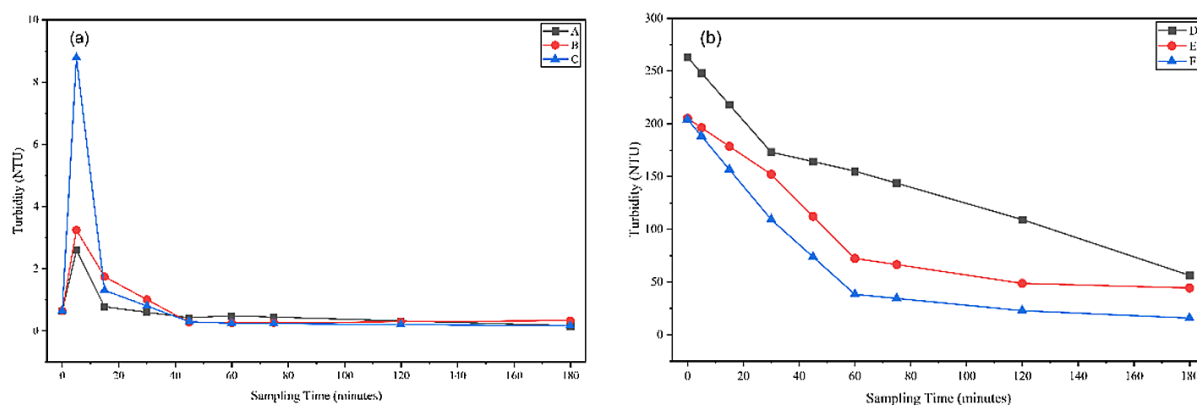 (a)
A
B
C
Turbidity (NTU)
10
8
6
4
2
0
0 20 40 60 80 100 120 140 160 180
Sampling Time (minutes)
(b)
D
E
F
Turbidity (NTU)
300
250
200
150
100
50
0
0 20 40 60 80 100 120 140 160 180
Sampling Time (minutes)